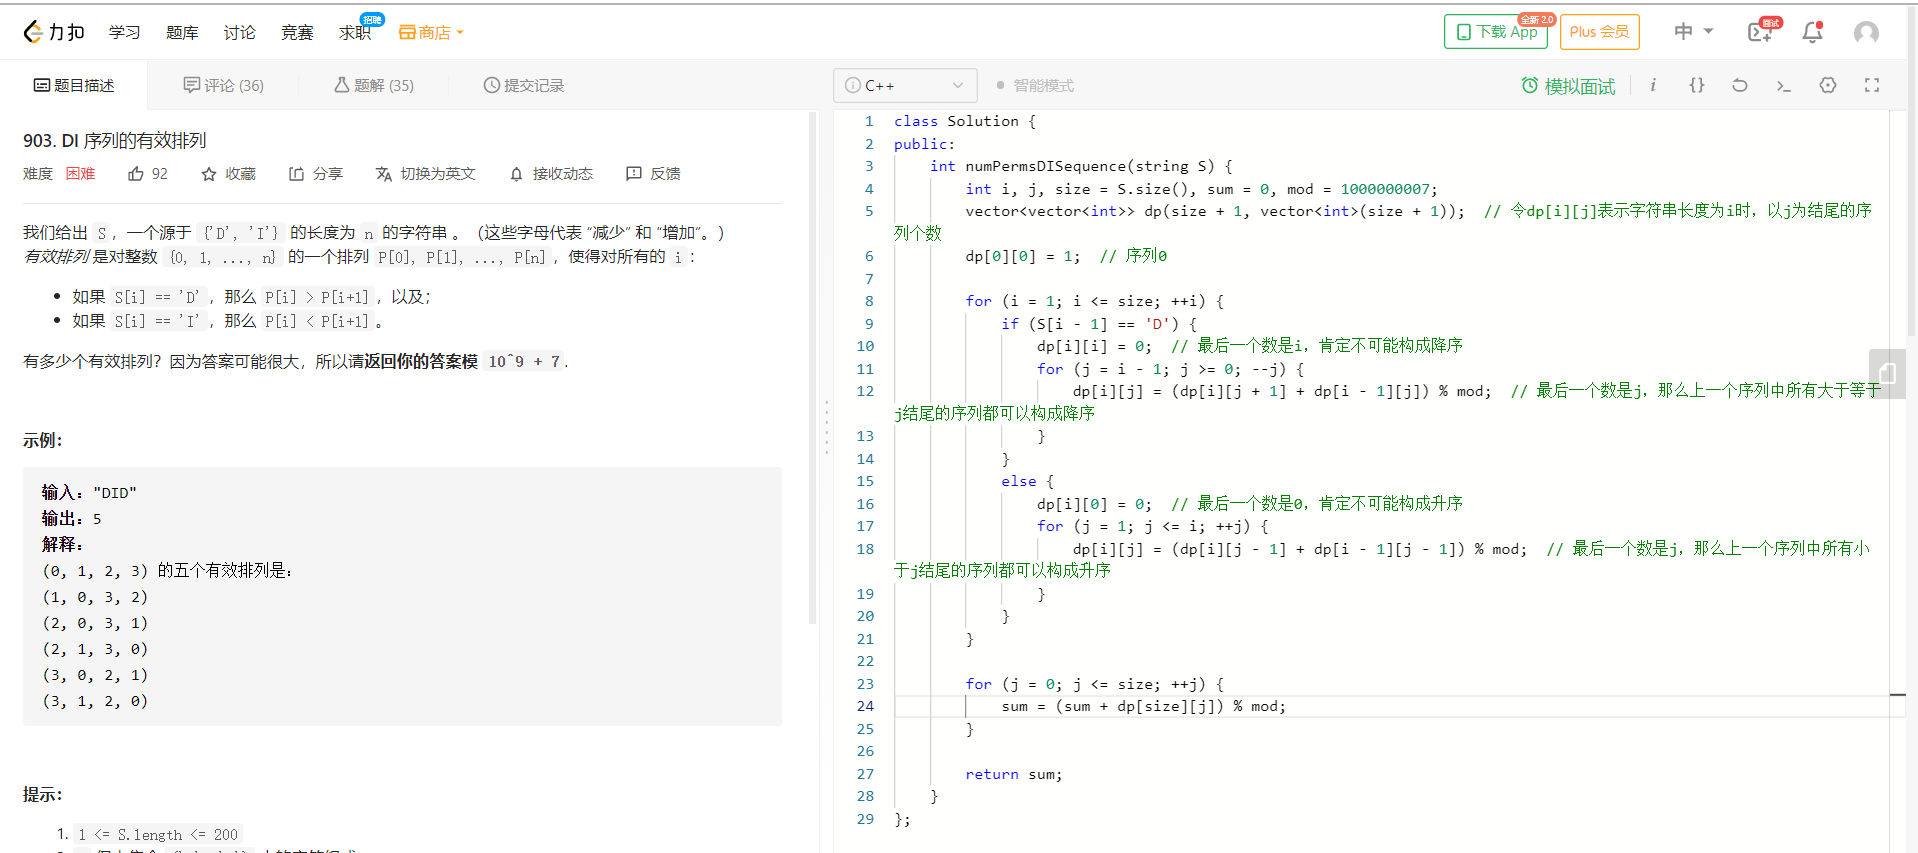 力扣 学习 题库 讨论 竞赛 求职 招聘 商店 下载 App 全新 2.0 Plus 会员 中 面试
题目描述 评论 (36) 题解 (35) 提交记录
C++ 智能模式 模拟面试 i {}
903. DI 序列的有效排列
难度 困难 92 收藏 分享 切换为英文 接收动态 反馈
我们给出 S，一个源于 {'D', 'I'} 的长度为 n 的字符串 。（这些字母代表 “减少” 和 “增加”。）
有效排列 是对整数 {0, 1, ..., n} 的一个排列 P[0], P[1], ..., P[n]，使得对所有的 i：
• 如果 S[i] == 'D'，那么 P[i] > P[i+1]，以及；
• 如果 S[i] == 'I'，那么 P[i] < P[i+1]。
有多少个有效排列？因为答案可能很大，所以请返回你的答案模 10^9 + 7.
示例：
输入："DID"
输出：5
解释：
(0, 1, 2, 3) 的五个有效排列是：
(1, 0, 3, 2)
(2, 0, 3, 1)
(2, 1, 3, 0)
(3, 0, 2, 1)
(3, 1, 2, 0)
提示：
1. 1 <= S.length <= 200
1 class Solution {
2 public:
3 int numPermsDISequence(string S) {
4 int i, j, size = S.size(), sum = 0, mod = 1000000007;
5 vector<vector<int>> dp(size + 1, vector<int>(size + 1)); // 令dp[i][j]表示字符串长度为i时，以j为结尾的序
列个数
6 dp[0][0] = 1; // 序列0
7
8 for (i = 1; i <= size; ++i) {
9 if (S[i - 1] == 'D') {
10 dp[i][i] = 0; // 最后一个数是i，肯定不可能构成降序
11 for (j = i - 1; j >= 0; --j) {
12 dp[i][j] = (dp[i][j + 1] + dp[i - 1][j]) % mod; // 最后一个数是j，那么上一个序列中所有大于等于
j结尾的序列都可以构成降序
13 }
14 }
15 else {
16 dp[i][0] = 0; // 最后一个数是0，肯定不可能构成升序
17 for (j = 1; j <= i; ++j) {
18 dp[i][j] = (dp[i][j - 1] + dp[i - 1][j - 1]) % mod; // 最后一个数是j，那么上一个序列中所有小
于j结尾的序列都可以构成升序
19 }
20 }
21 }
22
23 for (j = 0; j <= size; ++j) {
24 sum = (sum + dp[size][j]) % mod;
25 }
26
27 return sum;
28 }
29 };